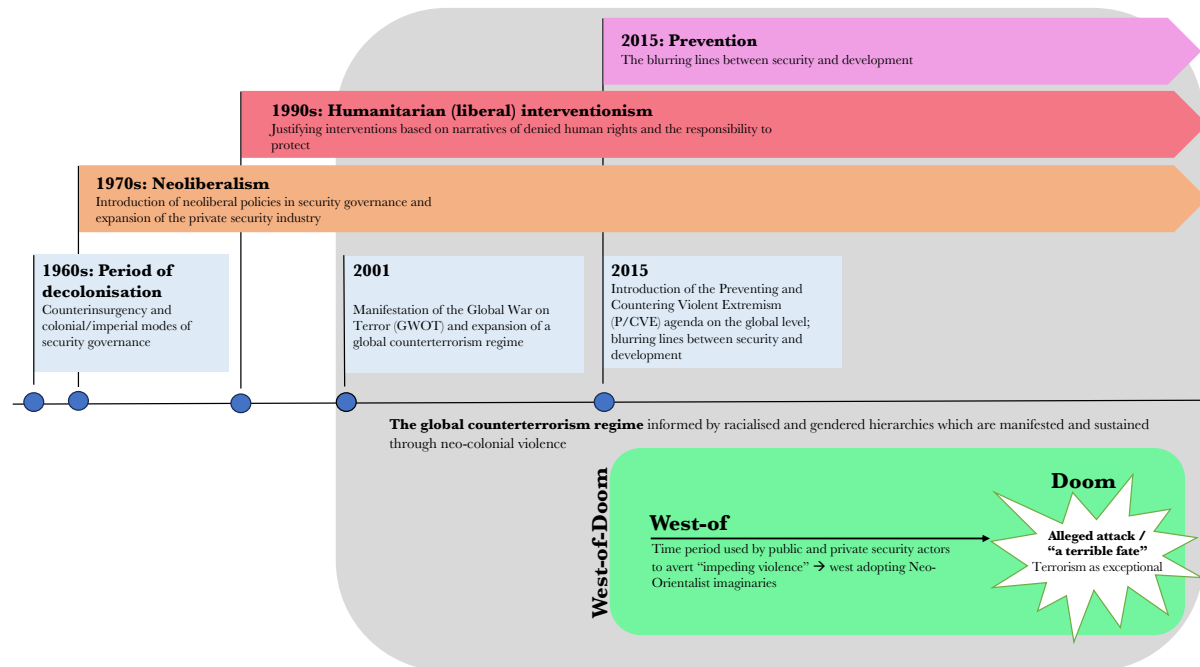 2015: Prevention
The blurring lines between security and development
1990s: Humanitarian (liberal) interventionism
Justifying interventions based on narratives of denied human rights and the responsibility to
protect
1970s: Neoliberalism
Introduction of neoliberal policies in security governance and
expansion of the private security industry
1960s: Period of
decolonisation
Counterinsurgency and
colonial/imperial modes of
security governance
2001
Manifestation of the Global War on
Terror (GWOT) and expansion of a
global counterterrorism regime
2015
Introduction of the Preventing and
Countering Violent Extremism
(P/CVE) agenda on the global level;
blurring lines between security and
development
The global counterterrorism regime informed by racialised and gendered hierarchies which are manifested and sustained
through neo-colonial violence
West-of-Doom
West-of
Time period used by public and private security actors
to avert “impeding violence” → west adopting Neo-
Orientalist imaginaries
Doom
Alleged attack /
“a terrible fate”
Terrorism as exceptional